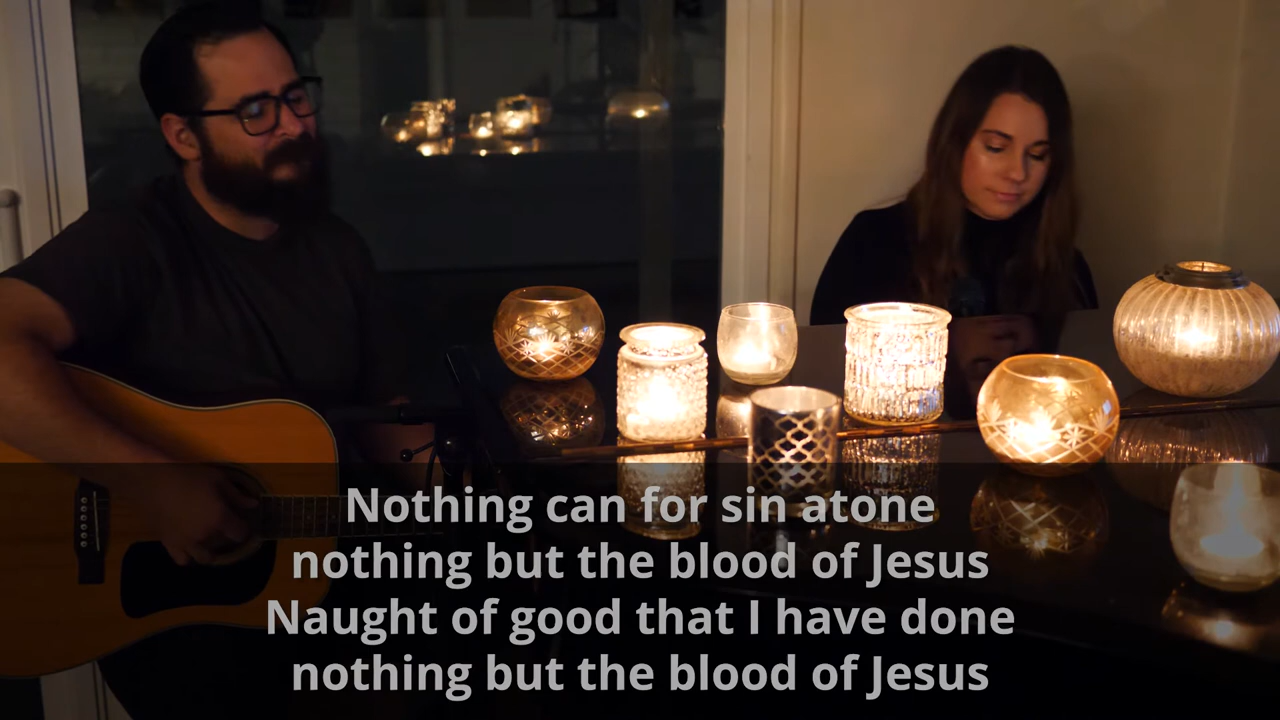 Nothing can for sin atone
nothing but the blood of Jesus
Naught of good that I have done
nothing but the blood of Jesus